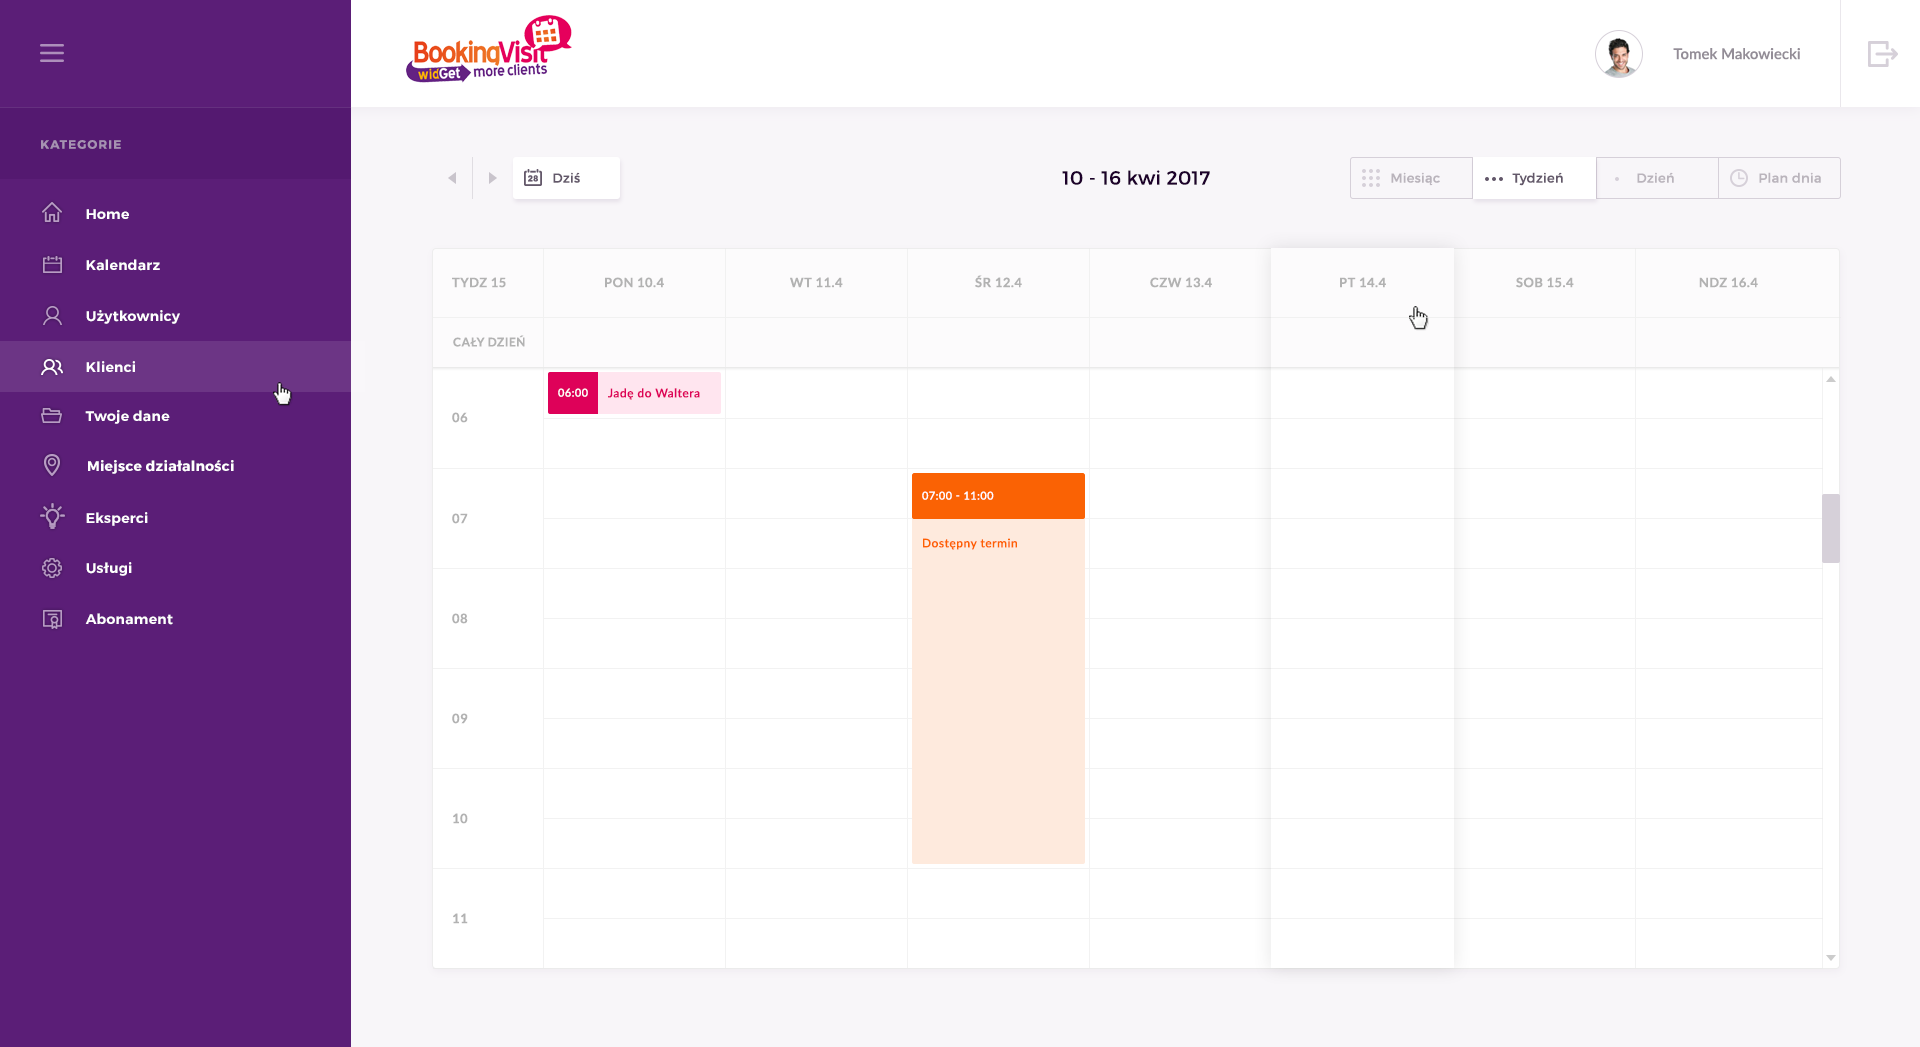 BookingVisit
widGet more clients
Tomek Makowiecki
KATEGORIE
Home
Kalendarz
Użytkownicy
Klienci
Twoje dane
Miejsce działalności
Eksperci
Usługi
Abonament
28 Dziś
10 - 16 kwi 2017
Miesiąc
Tydzień
Dzień
Plan dnia
TYDZ 15 PON 10.4 WT 11.4 ŚR 12.4 CZW 13.4 PT 14.4 SOB 15.4 NDZ 16.4
CAŁY DZIEŃ
06:00 Jadę do Waltera
06
07:00 - 11:00
07
Dostępny termin
08
09
10
11